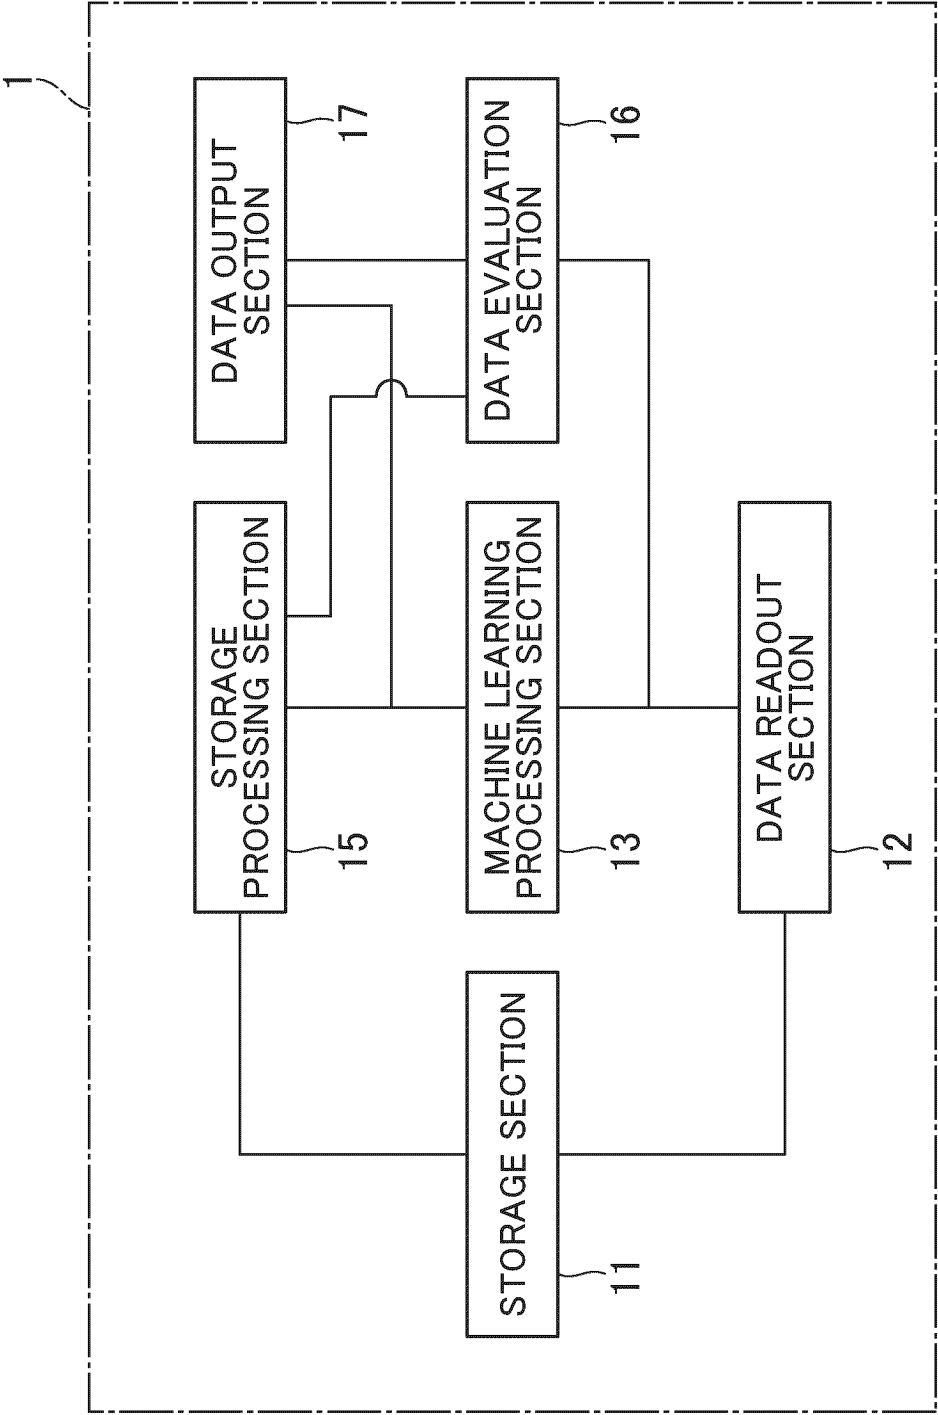 1
STORAGE
PROCESSING SECTION
15
DATA OUTPUT
SECTION
17
STORAGE SECTION
11
MACHINE LEARNING
PROCESSING SECTION
13
DATA EVALUATION
SECTION
16
DATA READOUT
SECTION
12